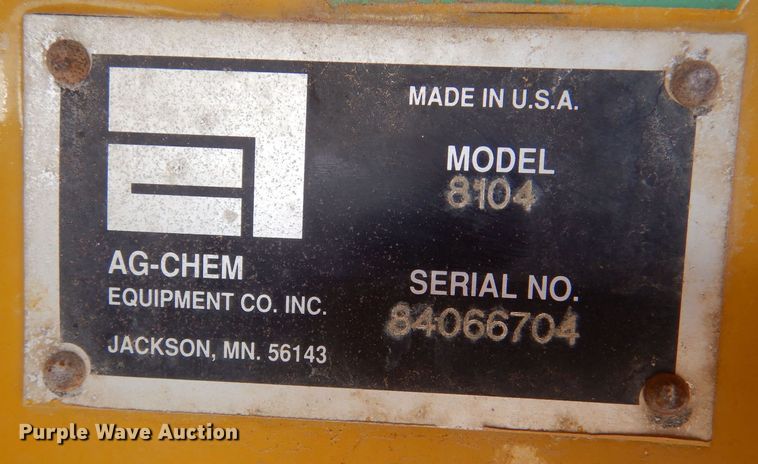 MADE IN U.S.A.
MODEL
8104
AG-CHEM
EQUIPMENT CO. INC.
JACKSON, MN. 56143
SERIAL NO.
84066704
Purple Wave Auction